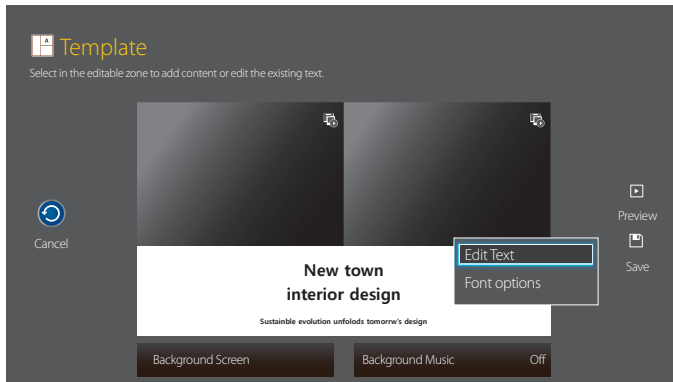 A
Template
Select in the editable zone to add content or edit the existing text.
Cancel
Preview
Save
Edit Text
Font options
New town
interior design
Sustainble evolution unfolods tomorrw's design
Background Screen
Background Music Off